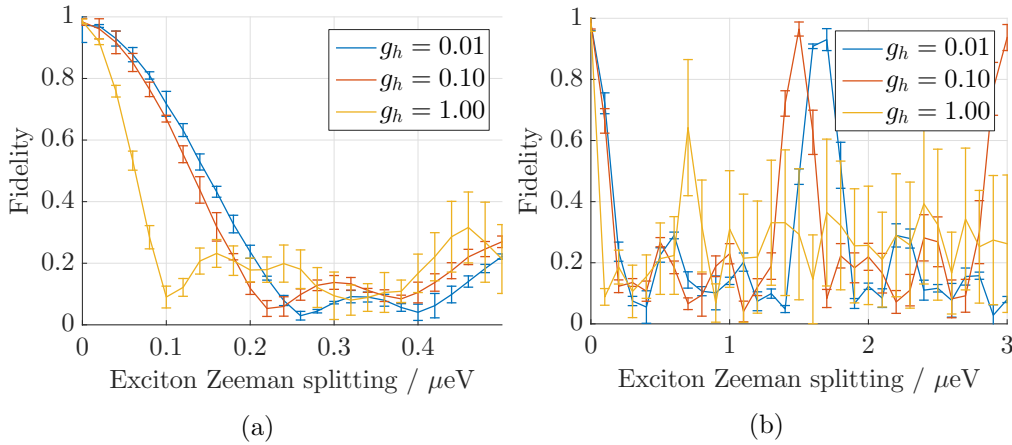 1
0.8
0.6
0.4
0.2
0
Fidelity
0 0.1 0.2 0.3 0.4
Exciton Zeeman splitting / μeV
g_h = 0.01
g_h = 0.10
g_h = 1.00
(a)
1
0.8
0.6
0.4
0.2
0
Fidelity
0 1 2 3
Exciton Zeeman splitting / μeV
g_h = 0.01
g_h = 0.10
g_h = 1.00
(b)